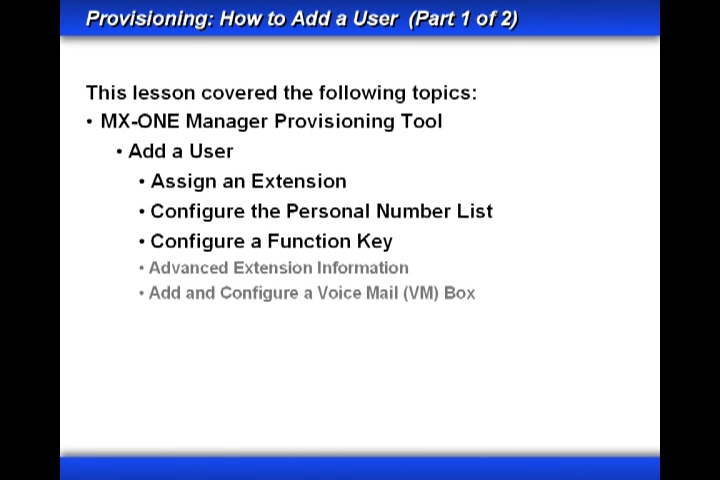 Provisioning: How to Add a User (Part 1 of 2)
This lesson covered the following topics:
• MX-ONE Manager Provisioning Tool
• Add a User
• Assign an Extension
• Configure the Personal Number List
• Configure a Function Key
• Advanced Extension Information
• Add and Configure a Voice Mail (VM) Box